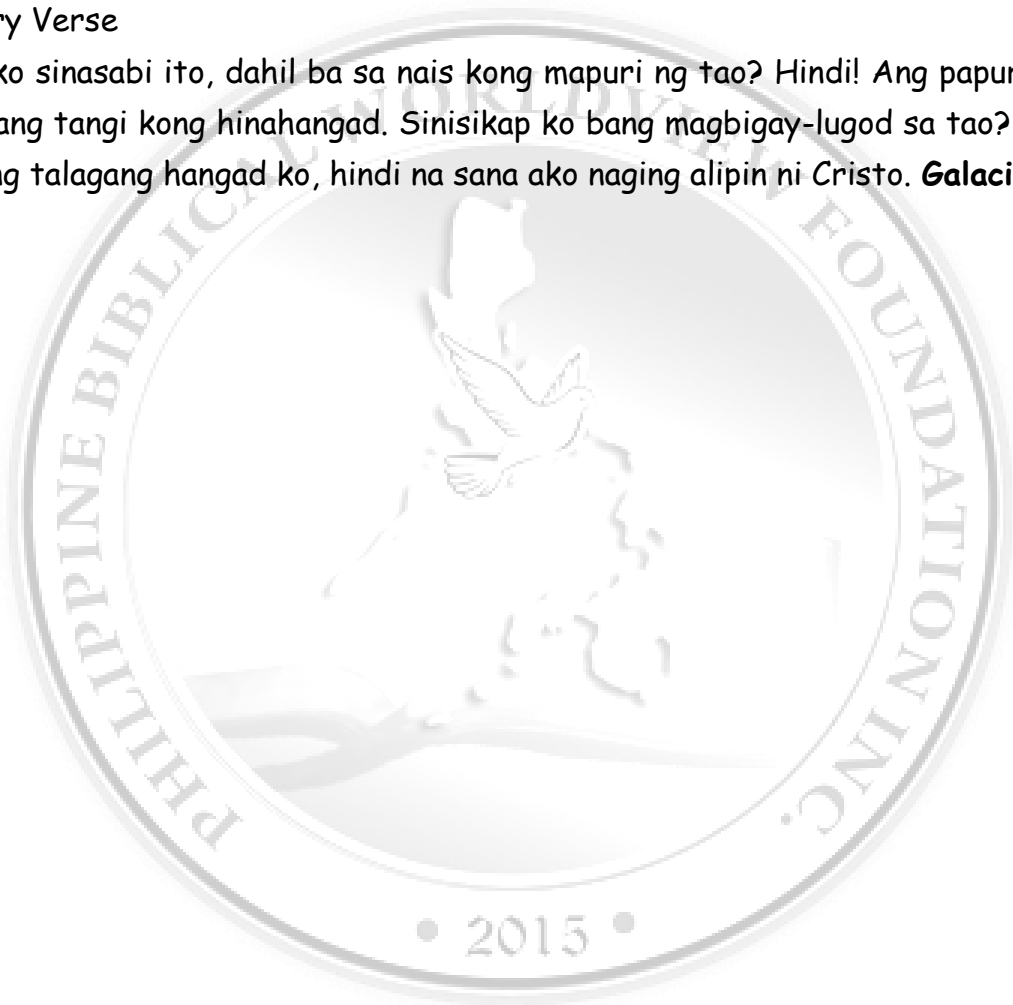 ry Verse
ko sinasabi ito, dahil ba sa nais kong mapuri ng tao? Hindi! Ang papur
ang tangi kong hinahangad. Sinisikap ko bang magbigay-lugod sa tao?
ng talagang hangad ko, hindi na sana ako naging alipin ni Cristo. Galaci
PHILIPPINE BIBLICAL WORLDVIEW FOUNDATION INC.
• 2015 •